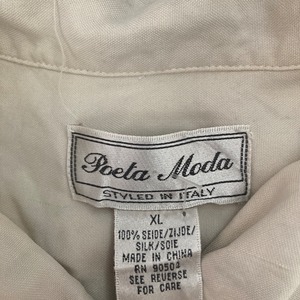 Poeta Moda
STYLED IN ITALY
XL
100% SEIDE/ZIJDE/
SILK/SOIE
MADE IN CHINA
RN 90503
SEE REVERSE
FOR CARE